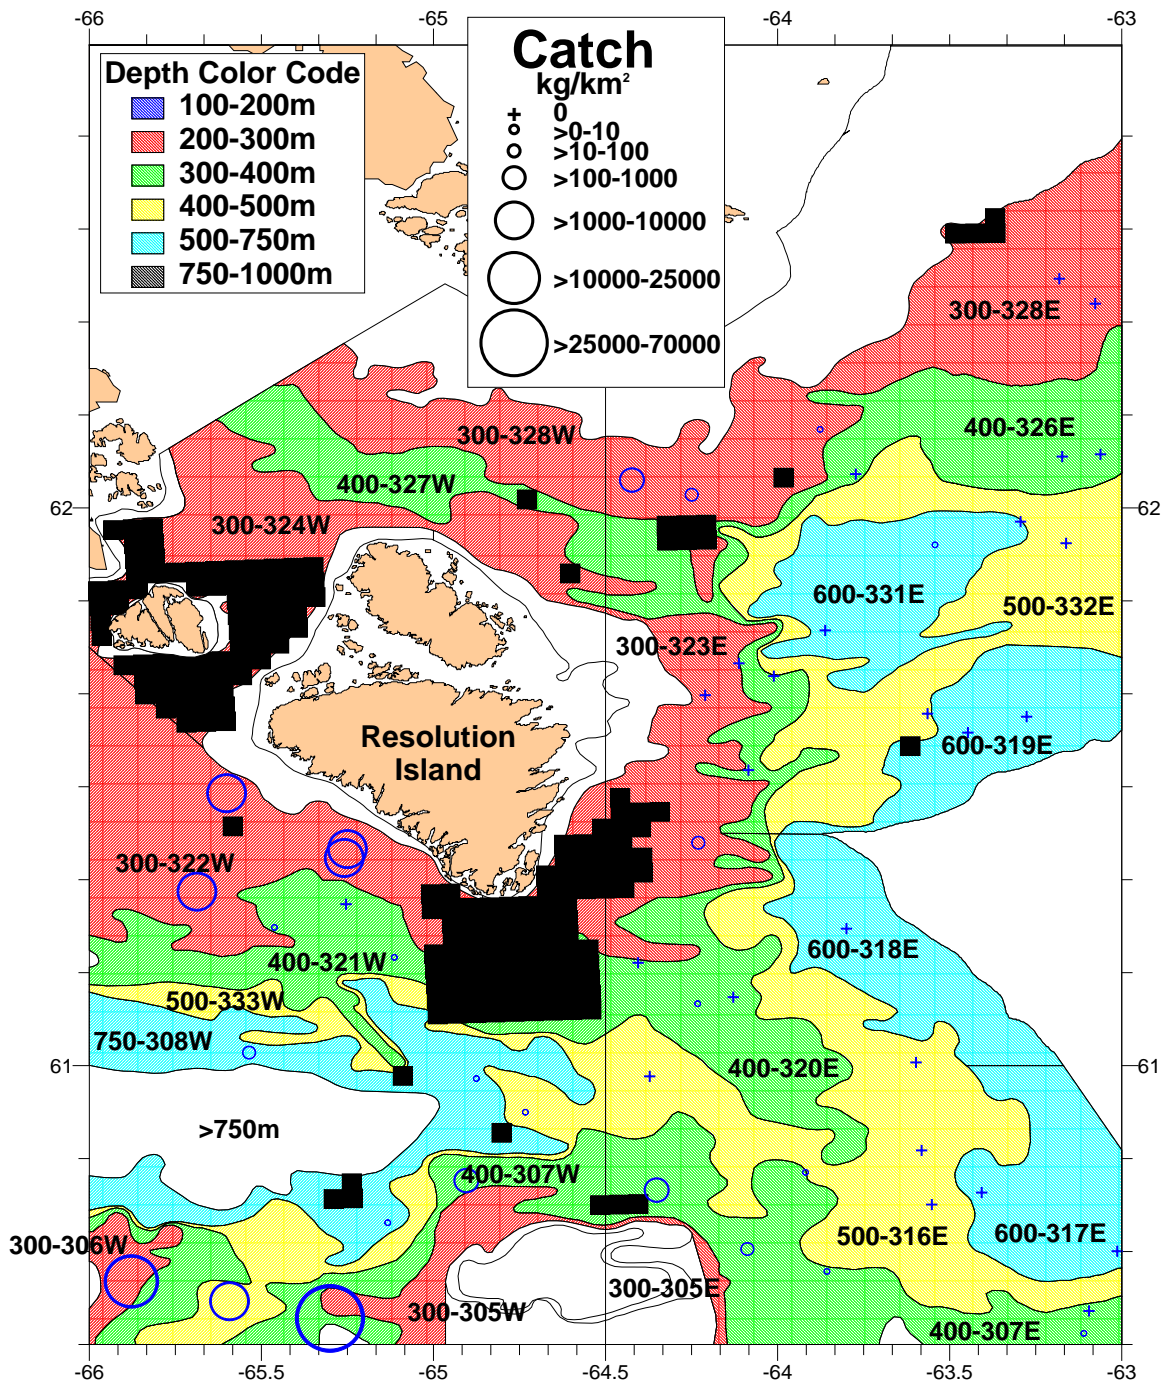 -66 -65 -64 -63
Depth Color Code
100-200m
200-300m
300-400m
400-500m
500-750m
750-1000m
Catch
kg/km²
0
>0-10
>10-100
>100-1000
>1000-10000
>10000-25000
>25000-70000
300-328E
400-326E
300-328W
400-327W
62 62
300-324W
600-331E
500-332E
300-323E
Resolution
Island
600-319E
300-322W
600-318E
400-321W
500-333W
750-308W
61 61
400-320E
>750m
400-307W
500-316E
600-317E
300-306W
300-305E
300-305W
400-307E
-66 -65.5 -65 -64.5 -64 -63.5 -63